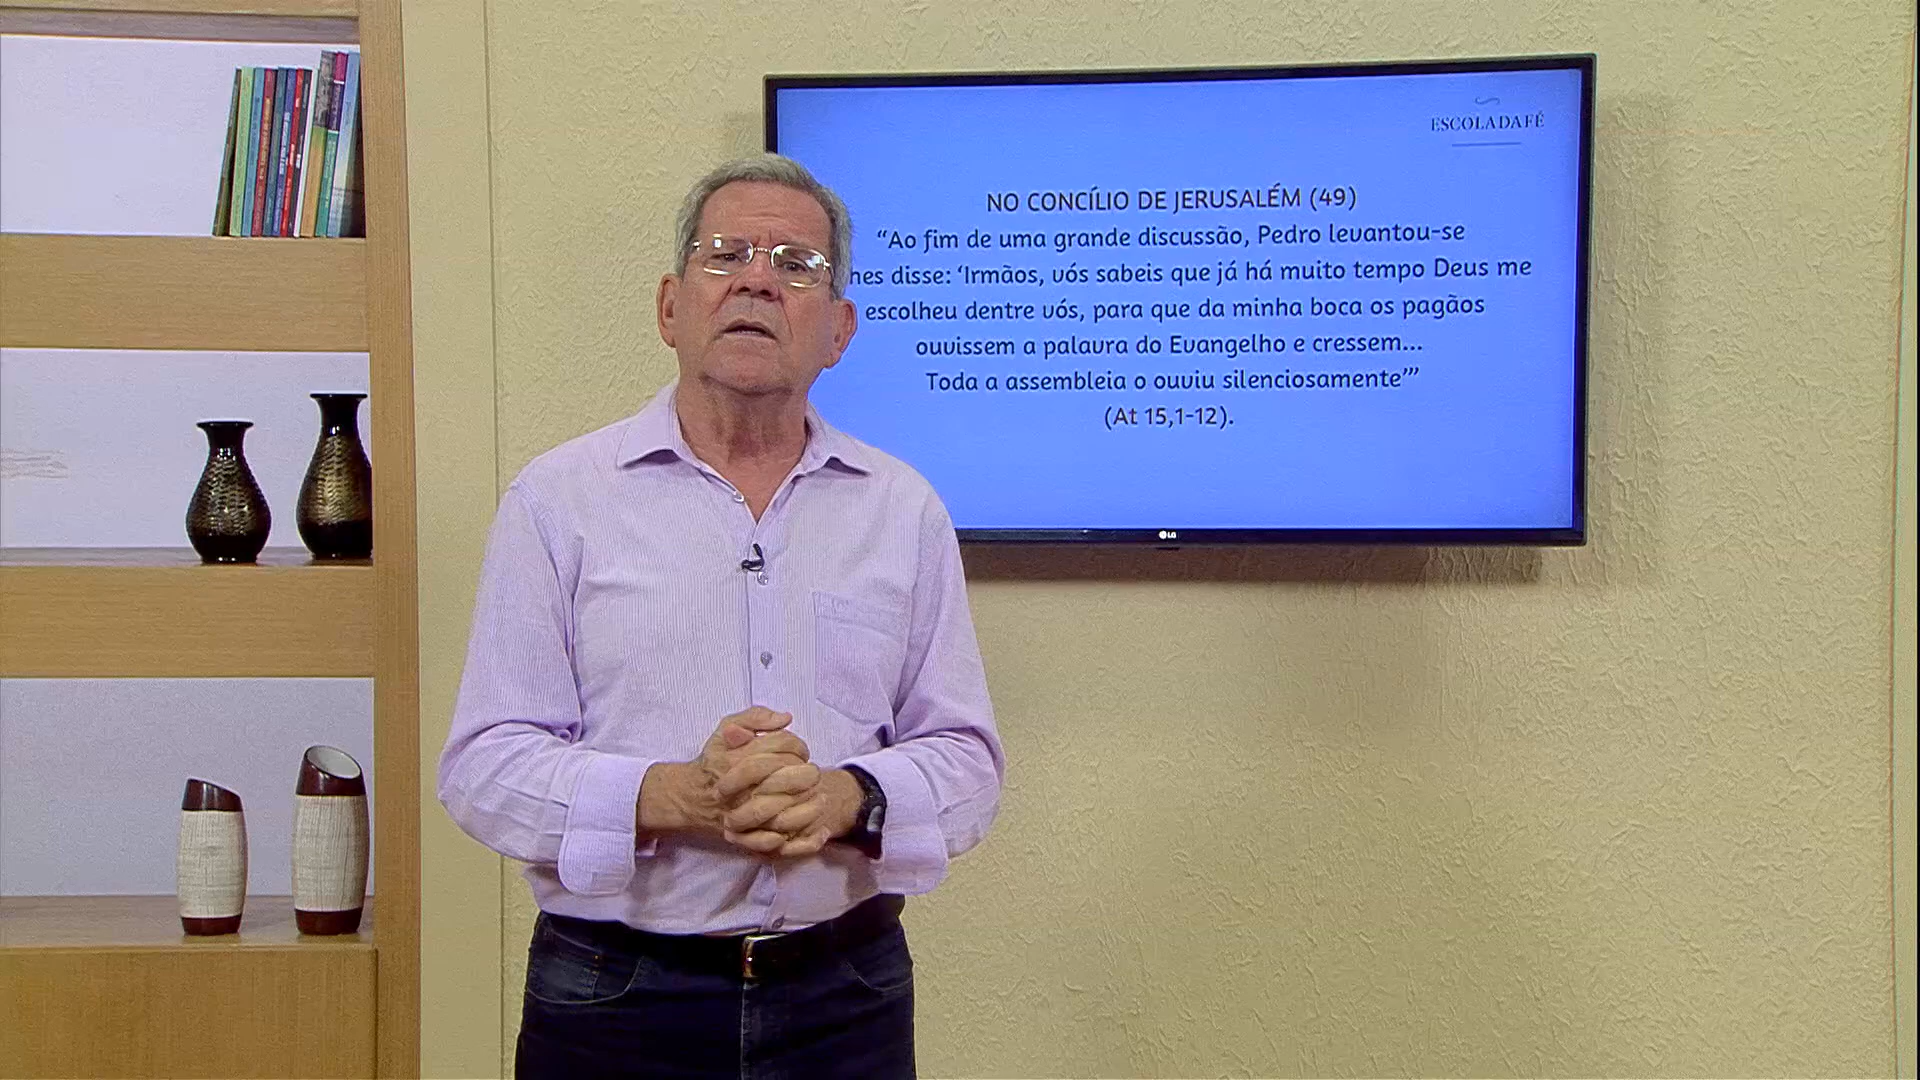 ESCOLADAFÉ
NO CONCÍLIO DE JERUSALÉM (49)
“Ao fim de uma grande discussão, Pedro levantou-se
hes disse: ‘Irmãos, vós sabeis que já há muito tempo Deus me
escolheu dentre vós, para que da minha boca os pagãos
ouvissem a palavra do Evangelho e cressem...
Toda a assembleia o ouviu silenciosamente’”
(At 15,1-12).
LG